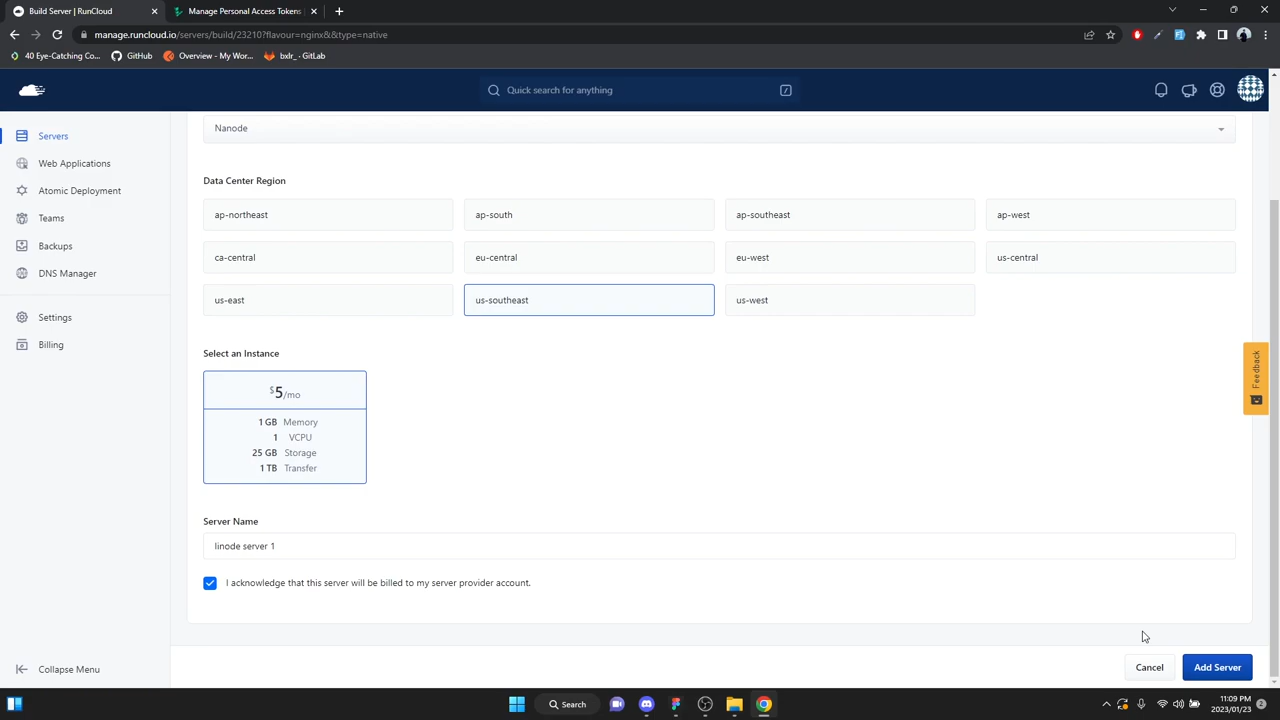 Build Server | RunCloud
Manage Personal Access Tokens
manage.runcloud.io/servers/build/23210?flavour=nginx&&type=native
40 Eye-Catching Co...
GitHub
Overview - My Wor...
bxlr_ · GitLab
Quick search for anything
/
Servers
Web Applications
Atomic Deployment
Teams
Backups
DNS Manager
Settings
Billing
Collapse Menu
Nanode
Data Center Region
ap-northeast
ap-south
ap-southeast
ap-west
ca-central
eu-central
eu-west
us-central
us-east
us-southeast
us-west
Select an Instance
$5/mo
1 GB Memory
1 VCPU
25 GB Storage
1 TB Transfer
Server Name
linode server 1
I acknowledge that this server will be billed to my server provider account.
Feedback
Cancel
Add Server
Search
11:09 PM
2023/01/23
2